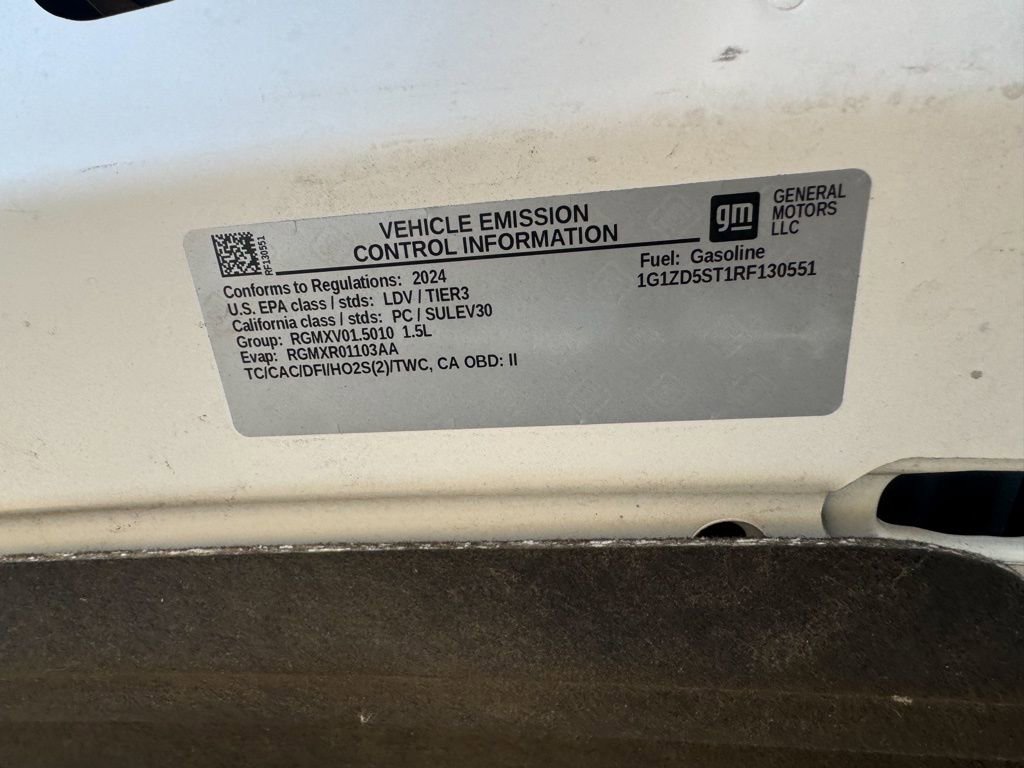 RF130551
VEHICLE EMISSION
CONTROL INFORMATION
gm
GENERAL
MOTORS
LLC
Conforms to Regulations: 2024
U.S. EPA class / stds: LDV / TIER3
California class / stds: PC / SULEV30
Group: RGMXV01.5010 1.5L
Evap: RGMXR01103AA
TC/CAC/DFI/HO2S(2)/TWC, CA OBD: II
Fuel: Gasoline
1G1ZD5ST1RF130551